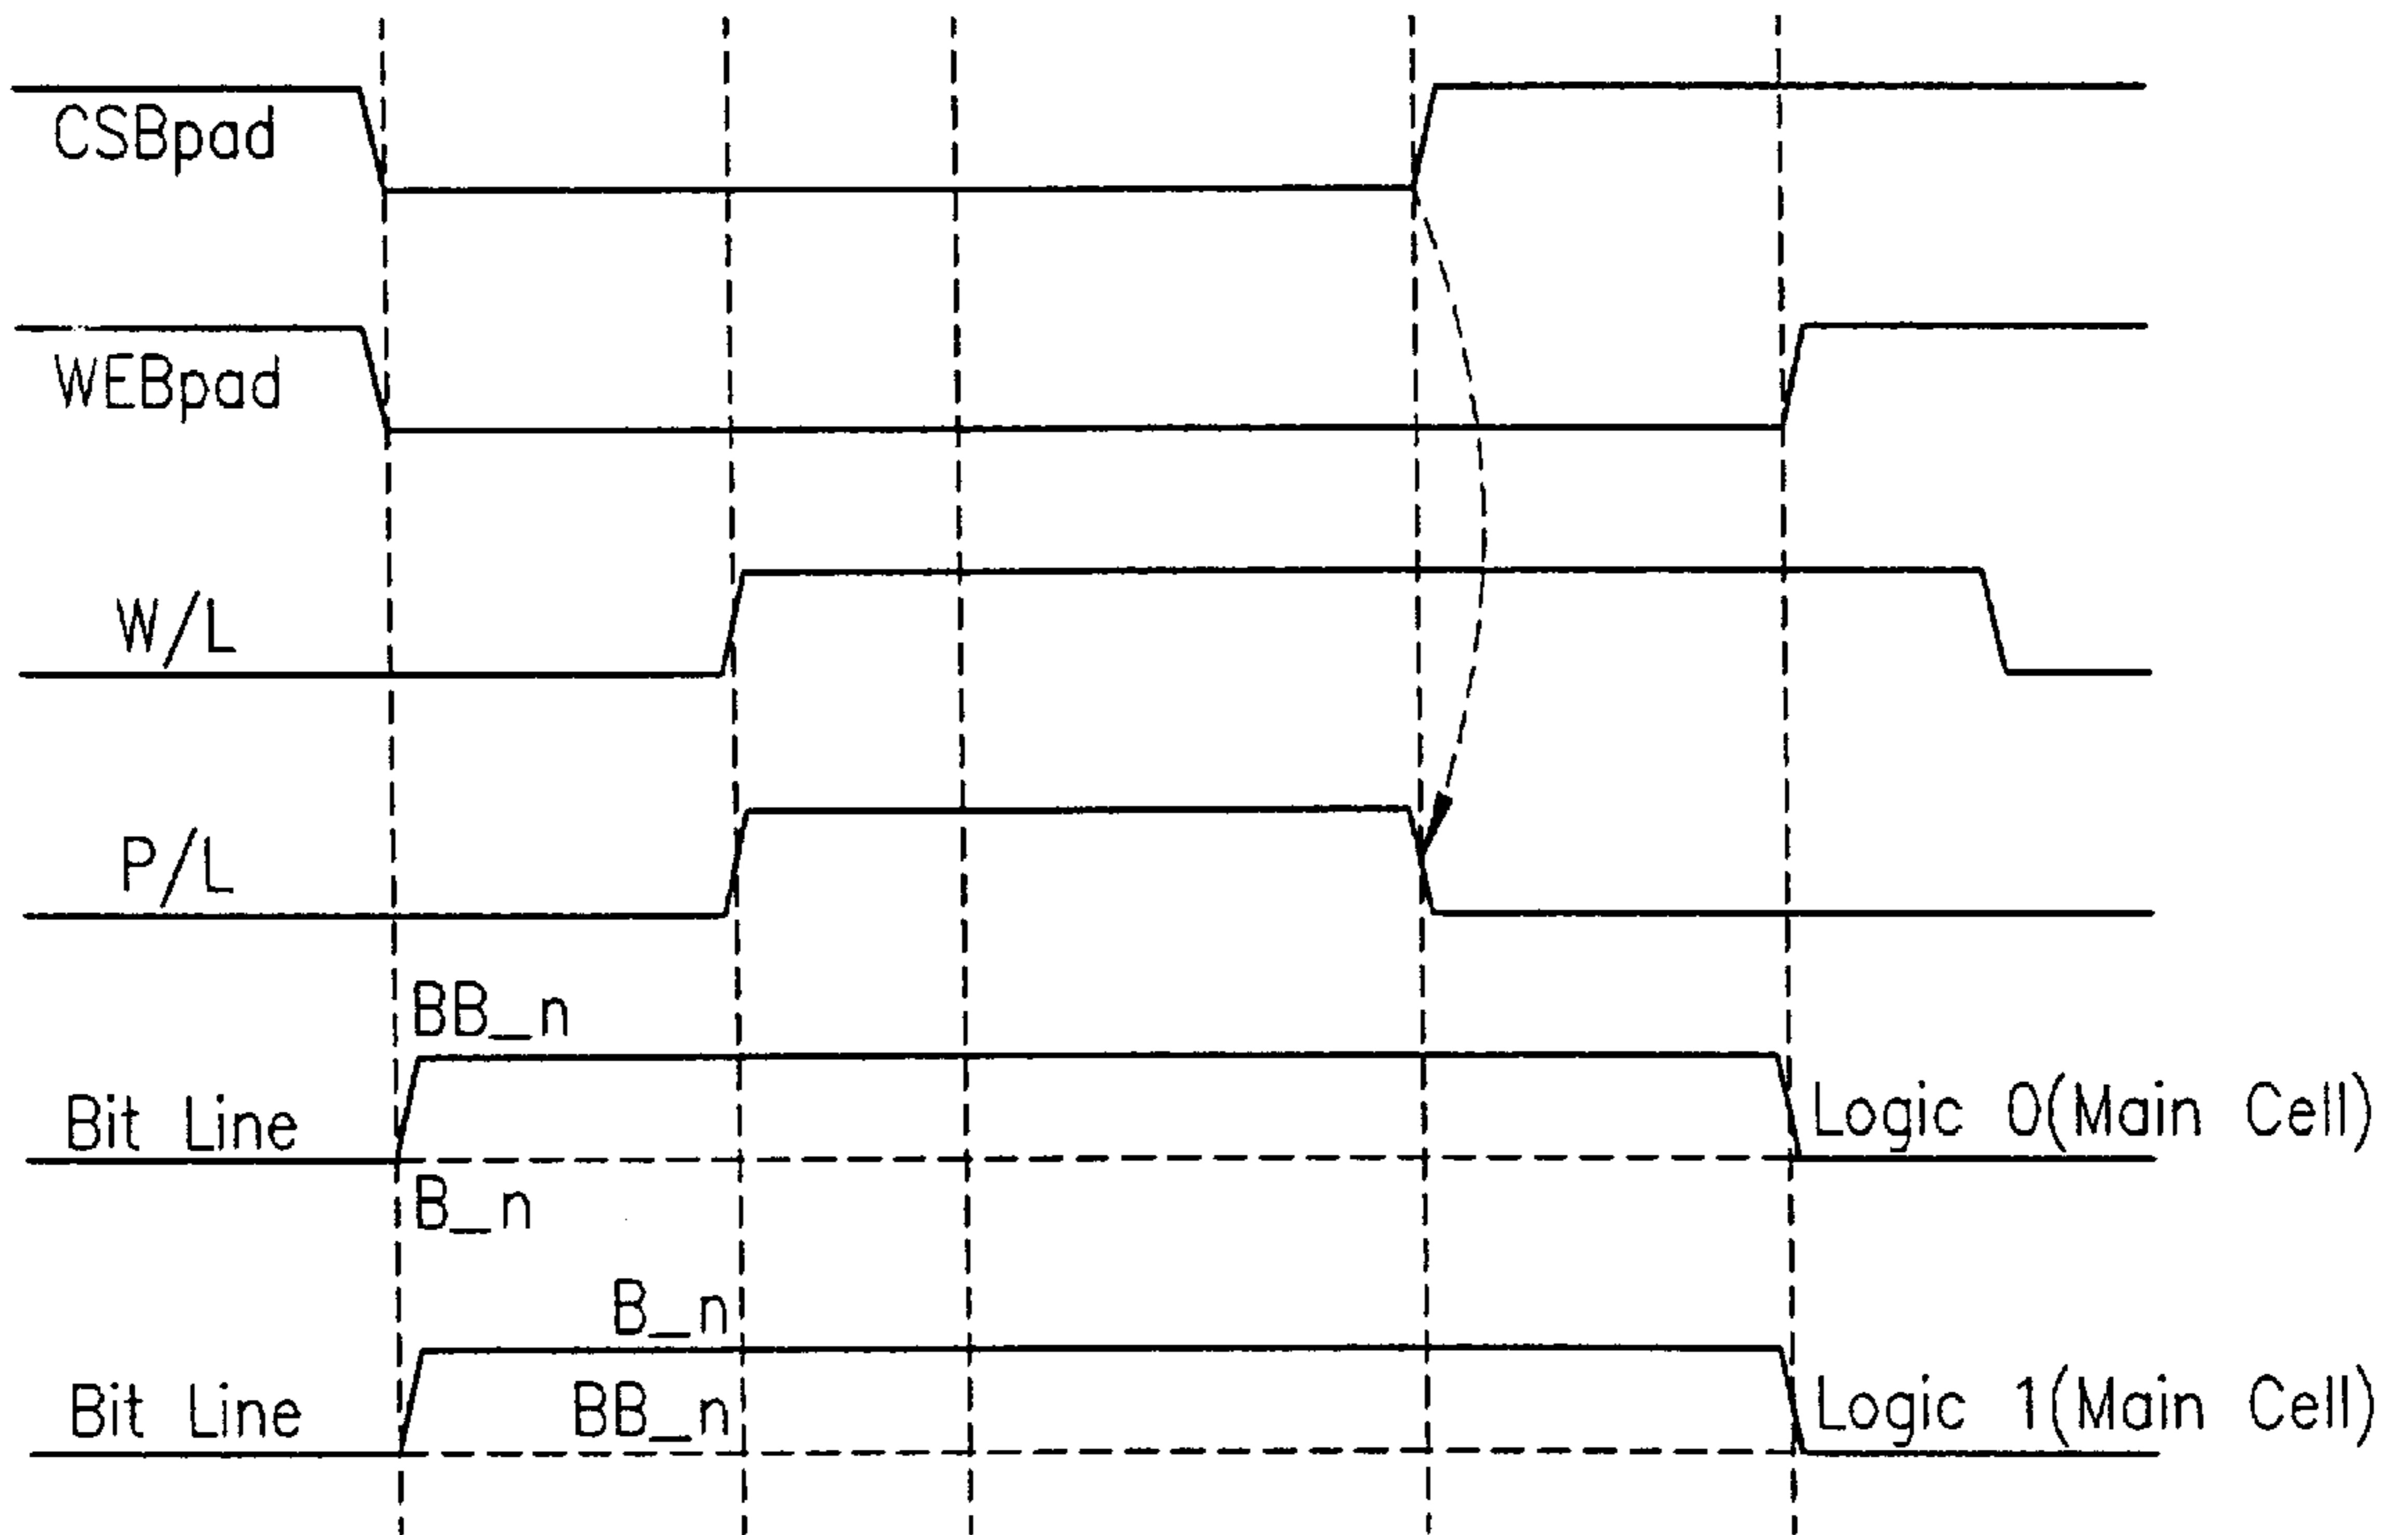 CSBpad
WEBpad
W/L
P/L
BB_n
Bit Line
Logic 0(Main Cell)
B_n
B_n
Bit Line
BB_n
Logic 1(Main Cell)